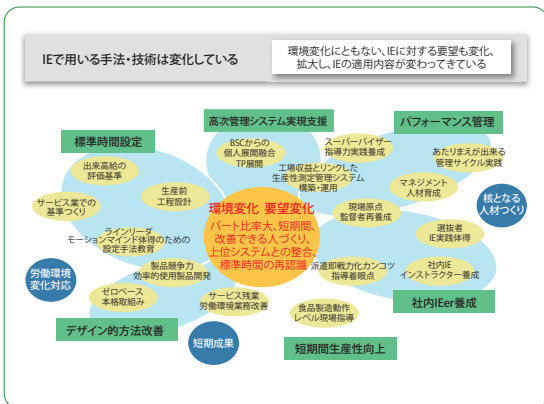 IEで用いる手法・技術は変化している
環境変化にともない、IEに対する要望も変化、
拡大し、IEの適用内容が変わってきている
高次管理システム実現支援
パフォーマンス管理
標準時間設定
BSCからの
個人展開融合
TP展開
スーパーバイザー
指導力実践養成
あたりまえが出来る
管理サイクル実践
出来高給の
評価基準
工場収益とリンクした
生産性測定管理システム
構築・運用
マネジメント
人材育成
核となる
人材つくり
サービス業での
基準づくり
生産前
工程設計
環境変化 要望変化
パート比率大、短期間、
改善できる人づくり、
上位システムとの整合、
標準時間の再認識
現場原点
監督者再養成
選抜者
IE実践体得
ラインリーダ
モーションマインド体得のための
設定手法教育
労働環境
変化対応
製品競争力
効率的使用製品開発
派遣即戦力化カンコツ
指導着眼点
社内IE
インストラクター養成
ゼロベース
本格取組み
サービス残業
労働環境業務改善
食品製造動作
レベル現場指導
社内IEer養成
デザイン的方法改善
短期成果
短期間生産性向上